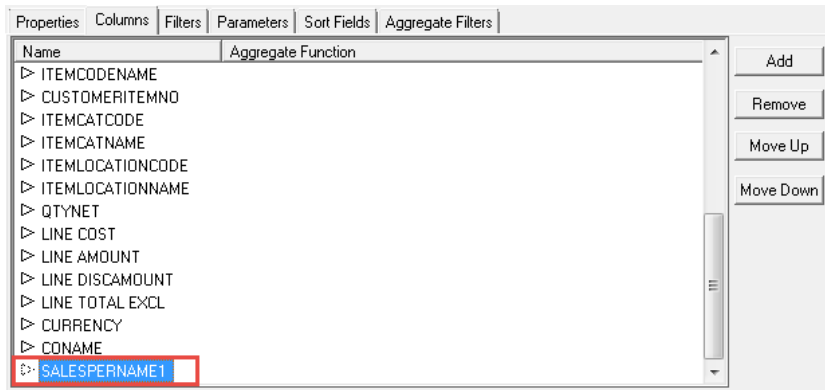 Properties Columns Filters Parameters Sort Fields Aggregate Filters
Name Aggregate Function
ITEMCODENAME
CUSTOMERITEMNO
ITEMCATCODE
ITEMCATNAME
ITEMLOCATIONCODE
ITEMLOCATIONNAME
QTYNET
LINE COST
LINE AMOUNT
LINE DISCAMOUNT
LINE TOTAL EXCL
CURRENCY
CONAME
SALESPERNAME1
Add
Remove
Move Up
Move Down